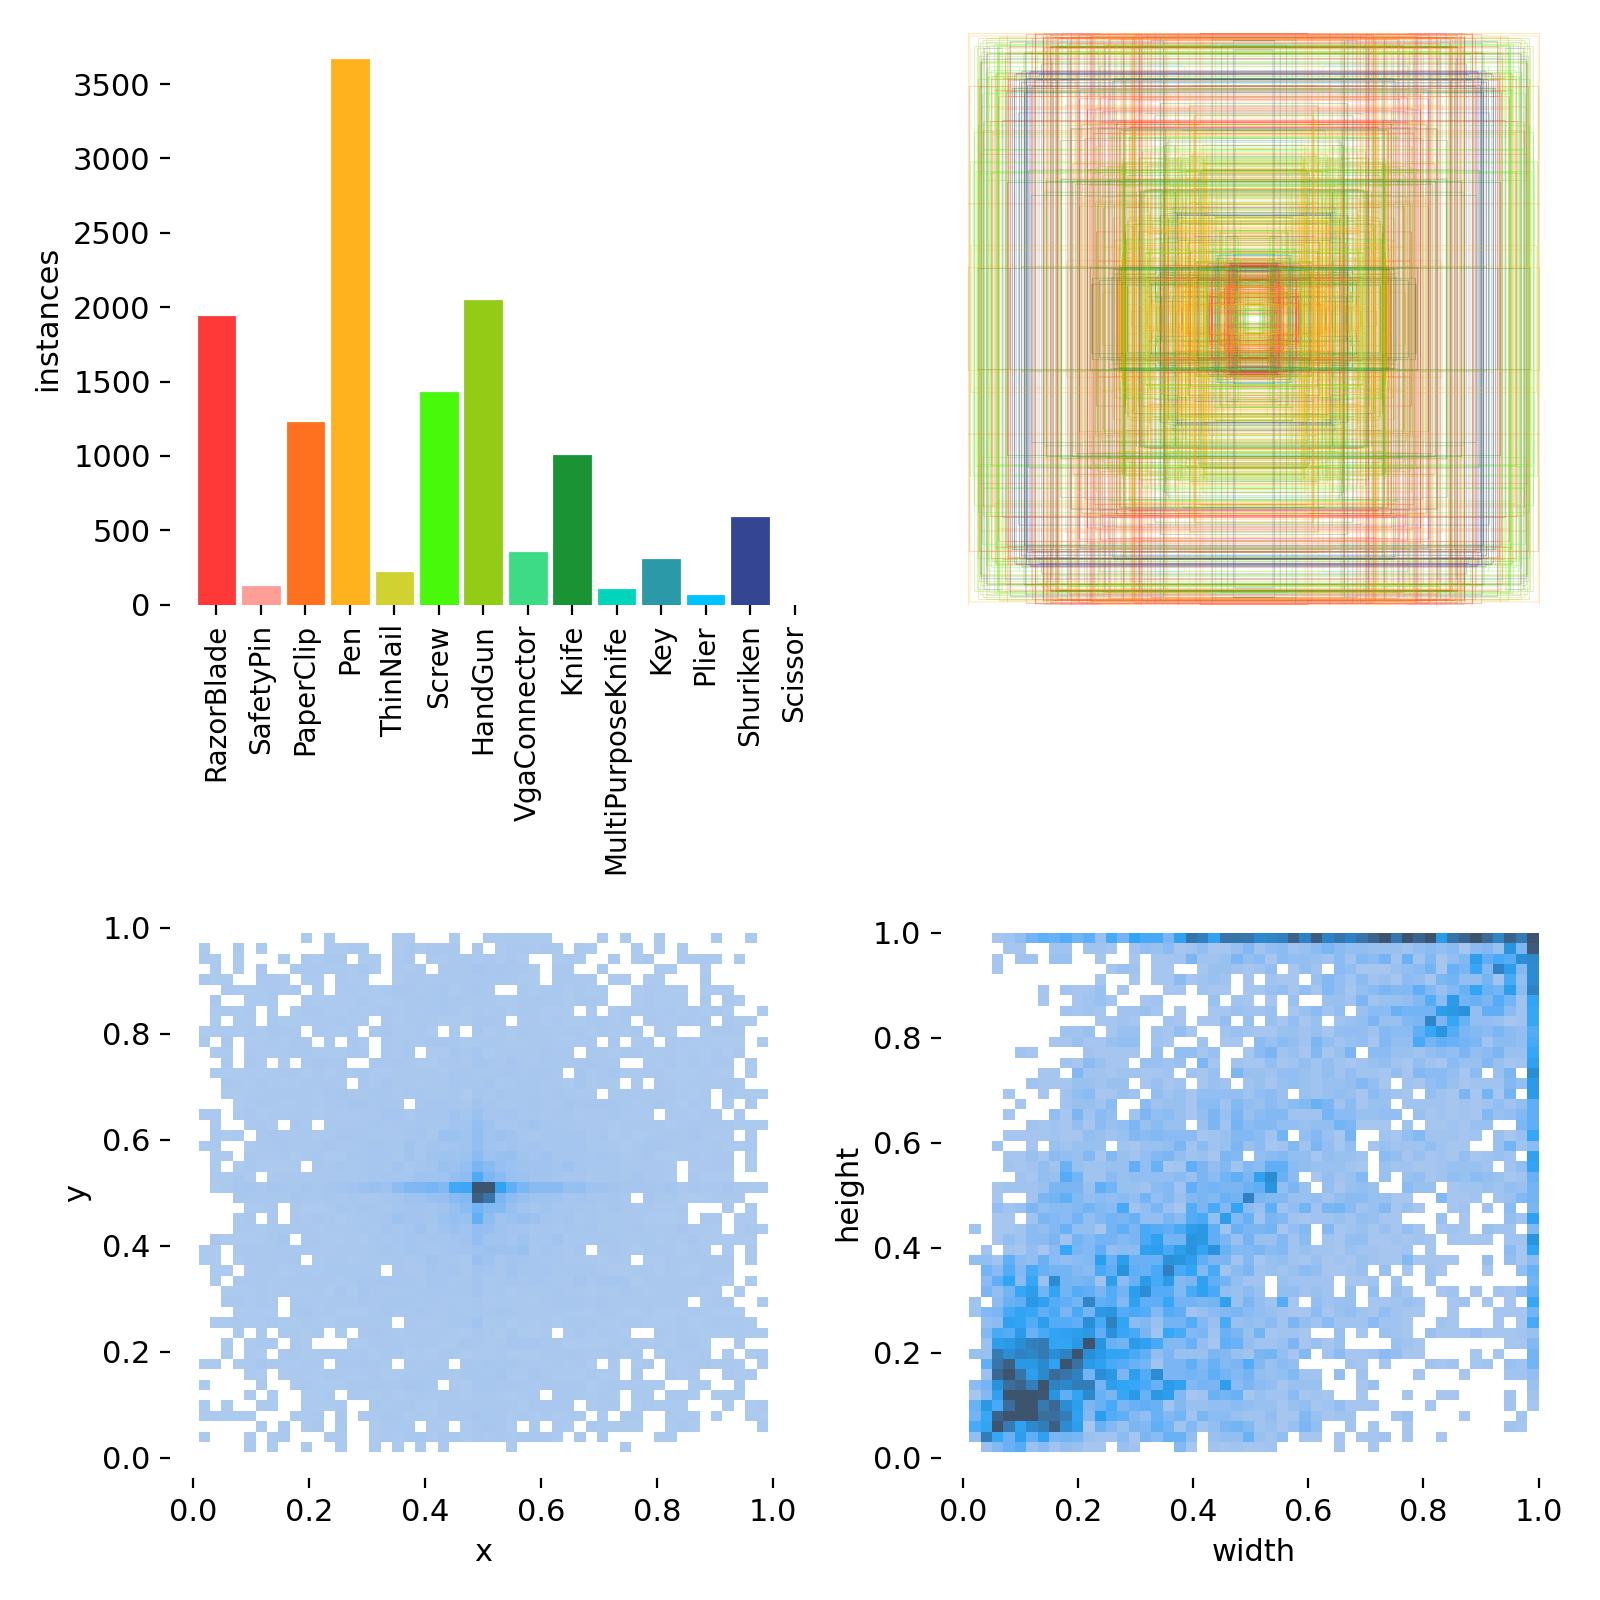 instances
3500
3000
2500
2000
1500
1000
500
0
RazorBlade
SafetyPin
PaperClip
Pen
ThinNail
Screw
HandGun
VgaConnector
Knife
MultiPurposeKnife
Key
Plier
Shuriken
Scissor
y
1.0
0.8
0.6
0.4
0.2
0.0
0.0 0.2 0.4 0.6 0.8 1.0
x
height
1.0
0.8
0.6
0.4
0.2
0.0
0.0 0.2 0.4 0.6 0.8 1.0
width